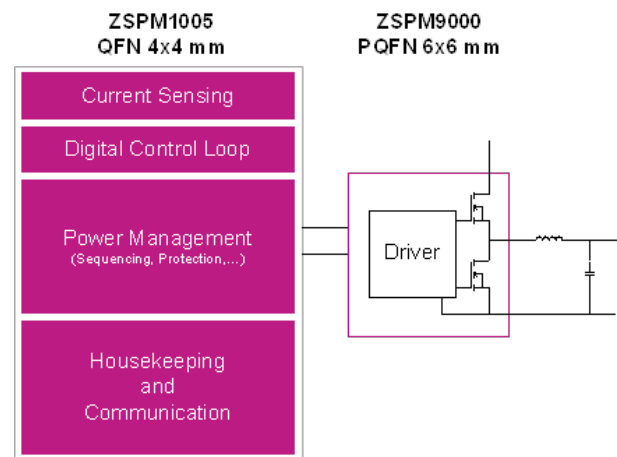 ZSPM1005
QFN 4x4 mm
ZSPM9000
PQFN 6x6 mm
Current Sensing
Digital Control Loop
Power Management
(Sequencing, Protection,...)
Housekeeping
and
Communication
Driver